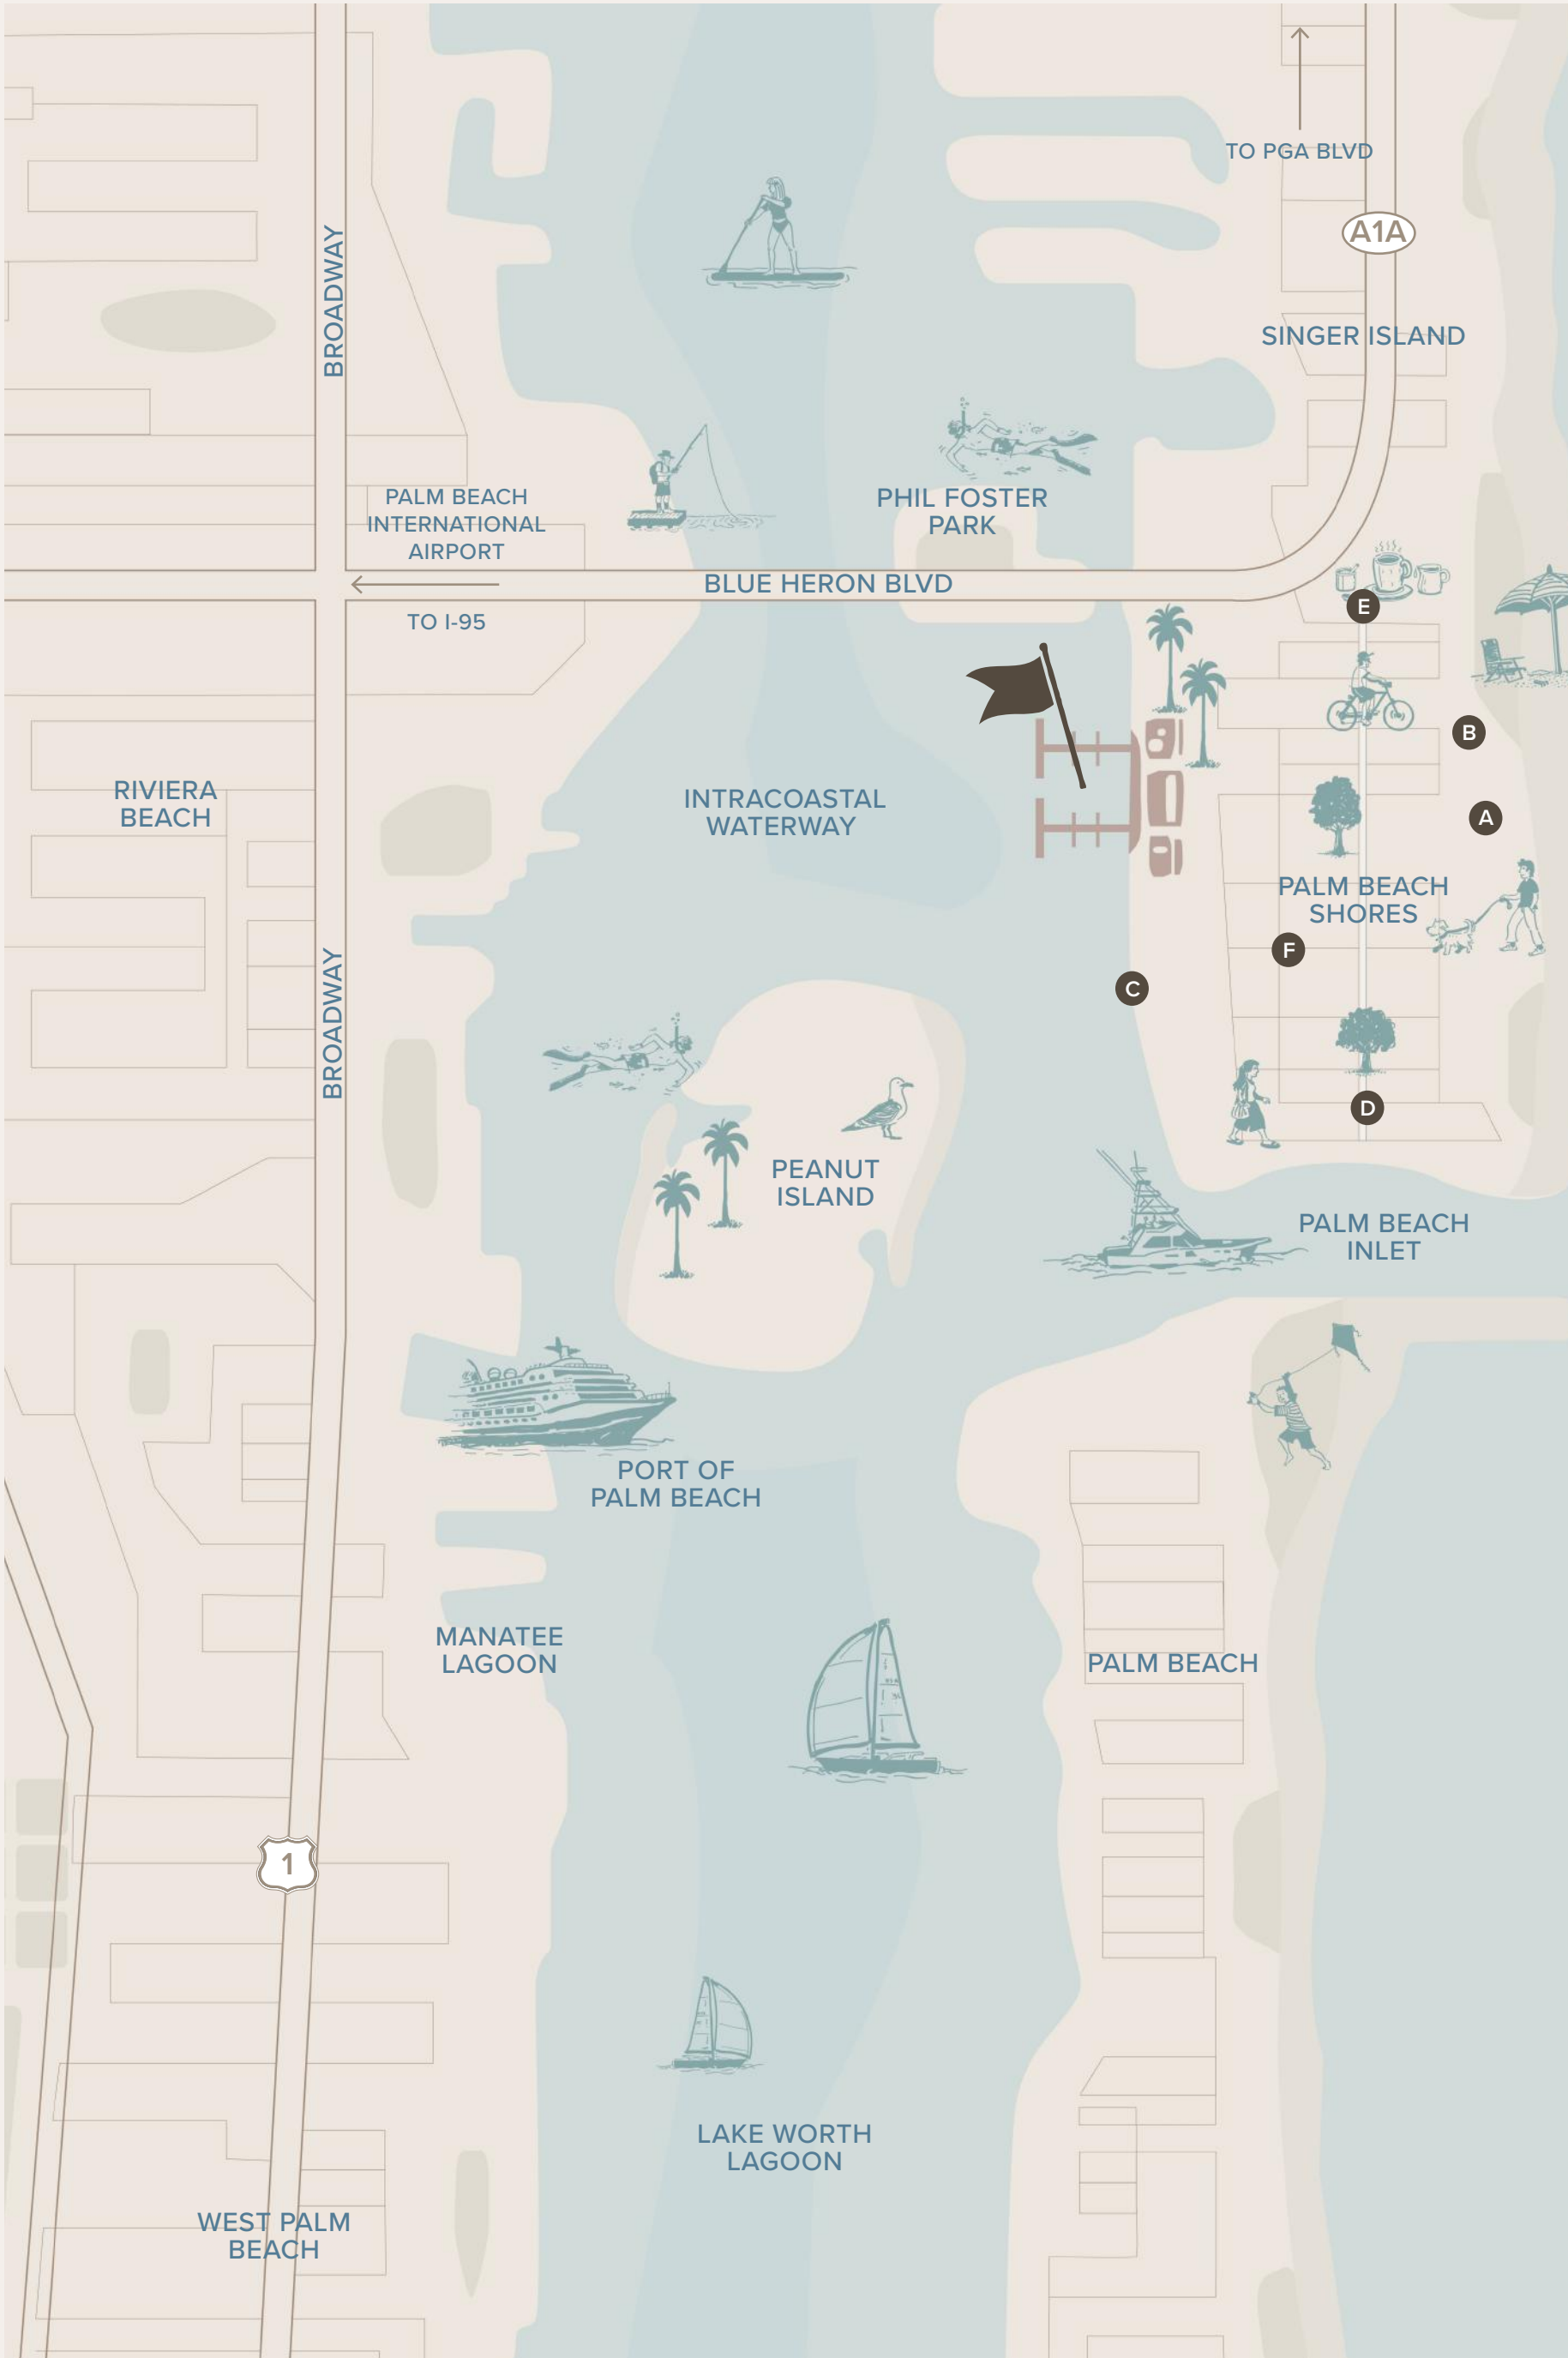 TO PGA BLVD
A1A
BROADWAY
SINGER ISLAND
PALM BEACH
INTERNATIONAL
AIRPORT
PHIL FOSTER
PARK
BLUE HERON BLVD
TO I-95
E
B
RIVIERA
BEACH
INTRACOASTAL
WATERWAY
A
PALM BEACH
SHORES
F
C
BROADWAY
D
PEANUT
ISLAND
PALM BEACH
INLET
PORT OF
PALM BEACH
MANATEE
LAGOON
PALM BEACH
1
LAKE WORTH
LAGOON
WEST PALM
BEACH